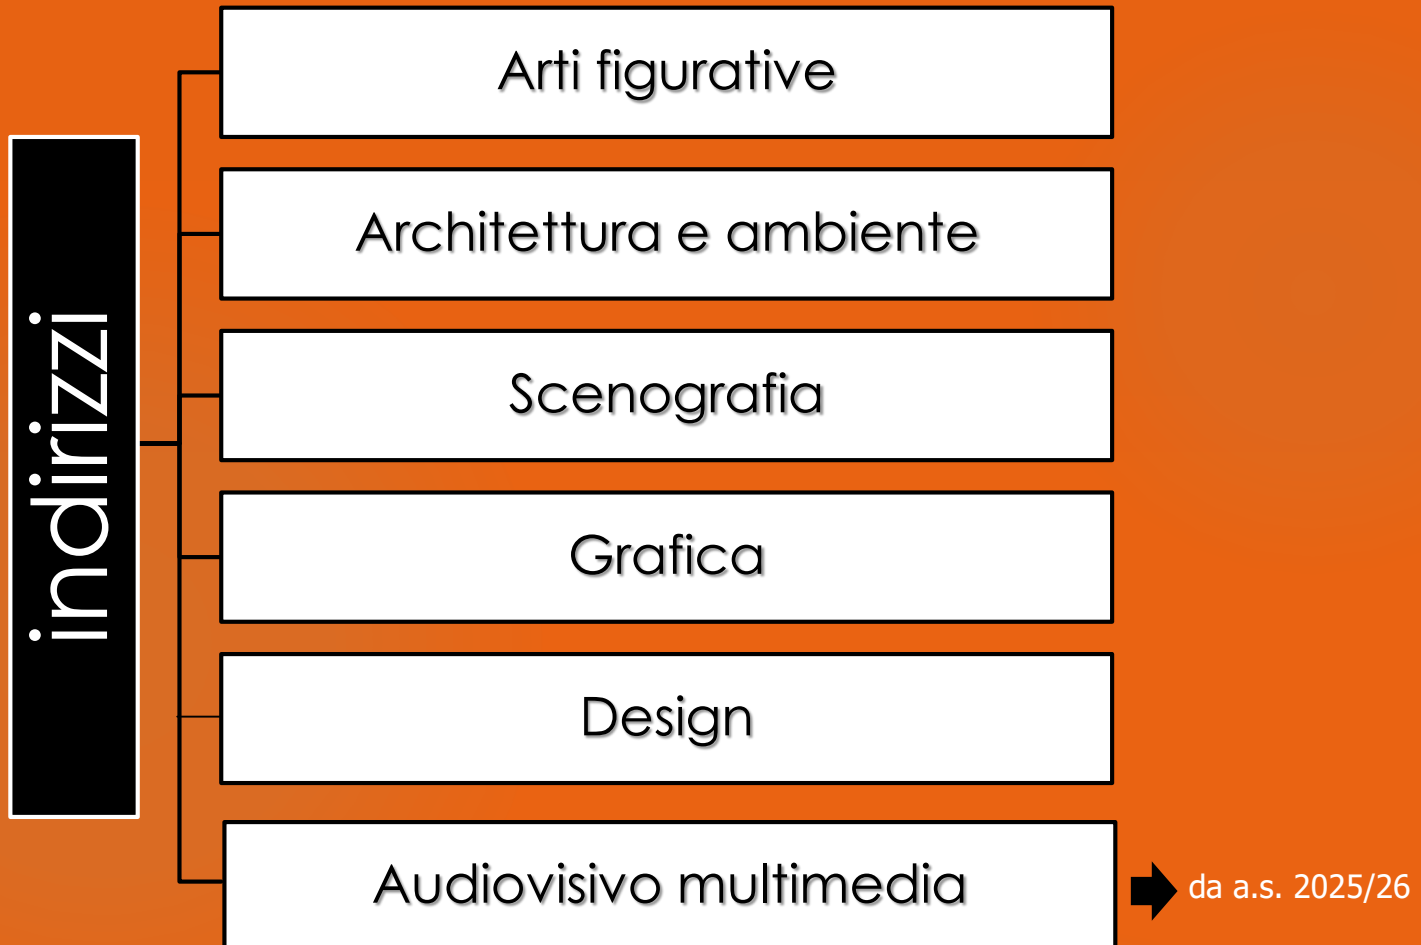 indirizzi
Arti figurative
Architettura e ambiente
Scenografia
Grafica
Design
Audiovisivo multimedia
da a.s. 2025/26